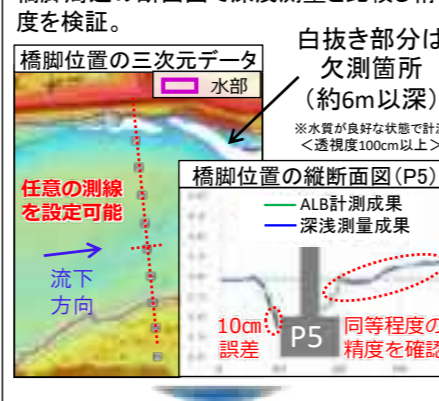 度を検証。
橋脚位置の三次元データ
水部
白抜き部分は
欠測箇所
(約6m以深)
※水質が良好な状態で計測
<透視度100cm以上>
任意の測線
を設定可能
流下
方向
橋脚位置の縦断面図(P5)
ALB計測成果
深浅測量成果
10cm
誤差
P5
同等程度の
精度を確認